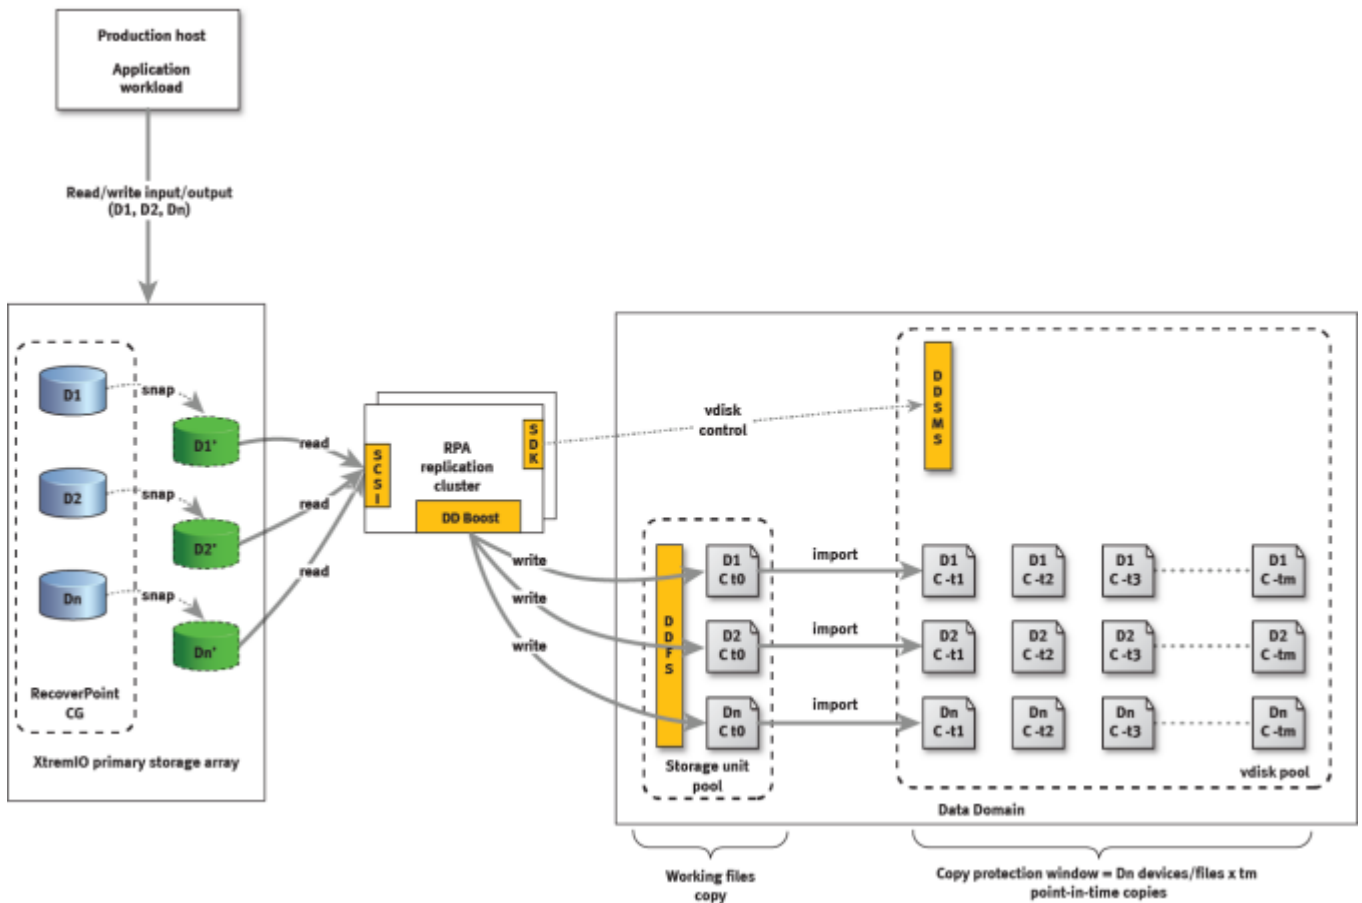 Production host
Application
workload
Read/write input/output
(D1, D2, Dn)
D1
snap
D1'
D2
snap
D2'
Dn
snap
Dn'
RecoverPoint
CG
XtremIO primary storage array
read
read
read
SCSI
RPA
replication
cluster
SDK
DD Boost
vdisk
control
write
write
write
DDSMS
DDFS
D1
C t0
import
D1
C -t1
D1
C -t2
D1
C -t3
D1
C -tm
D2
C t0
import
D2
C -t1
D2
C -t2
D2
C -t3
D2
C -tm
Dn
C t0
import
Dn
C -t1
Dn
C -t2
Dn
C -t3
Dn
C -tm
Storage unit
pool
vdisk pool
Data Domain
Working files
copy
Copy protection window = Dn devices/files x tm
point-in-time copies